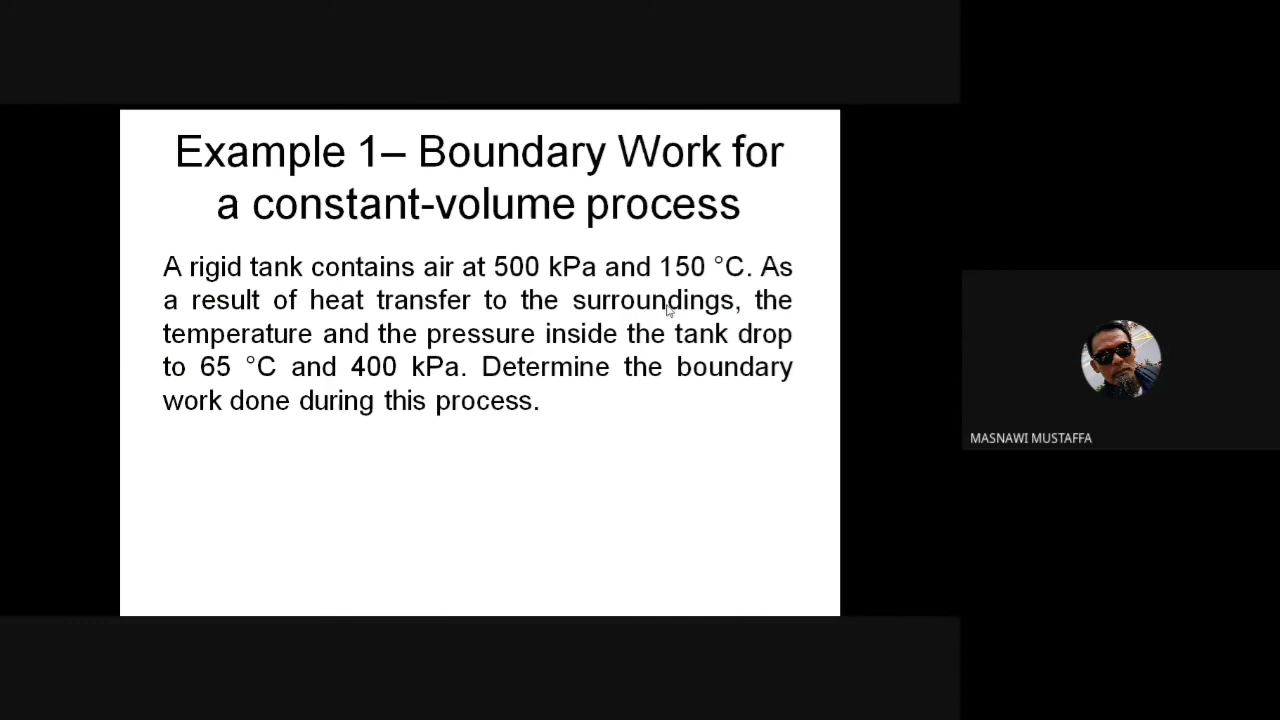 Example 1– Boundary Work for
a constant-volume process
A rigid tank contains air at 500 kPa and 150 °C. As
a result of heat transfer to the surroundings, the
temperature and the pressure inside the tank drop
to 65 °C and 400 kPa. Determine the boundary
work done during this process.
MASNAWI MUSTAFFA